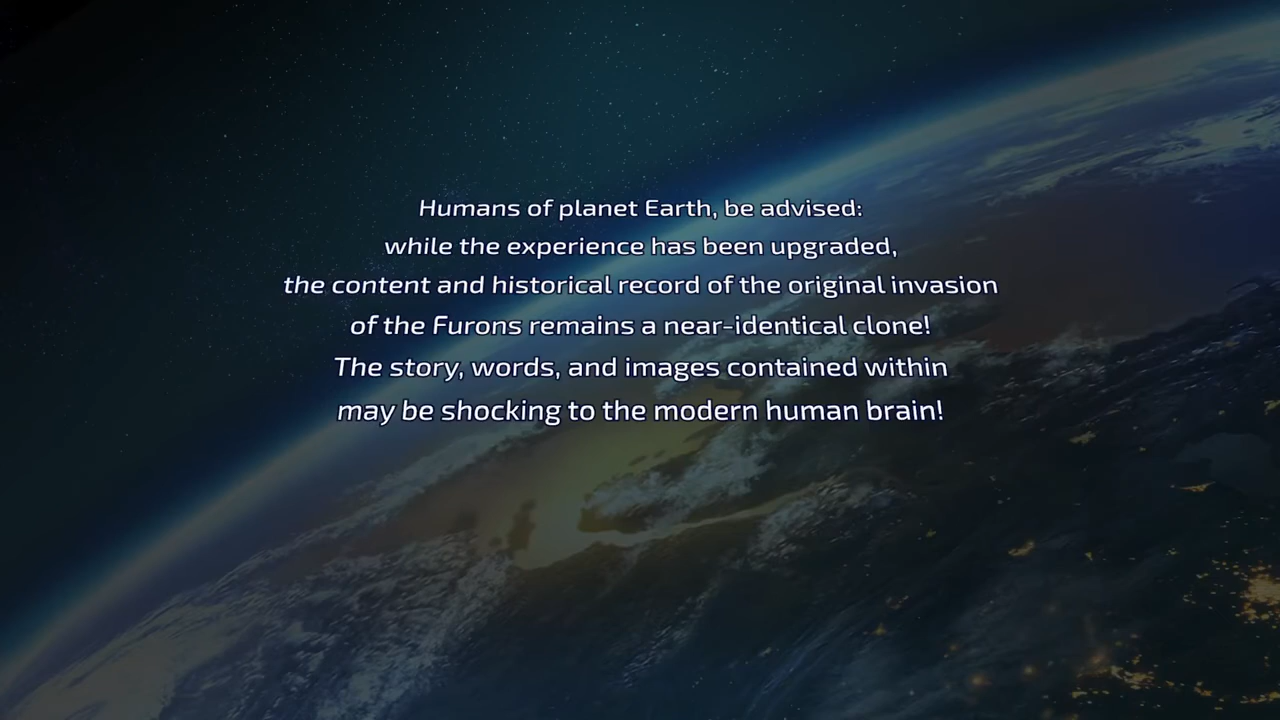 Humans of planet Earth, be advised:
while the experience has been upgraded,
the content and historical record of the original invasion
of the Furons remains a near-identical clone!
The story, words, and images contained within
may be shocking to the modern human brain!